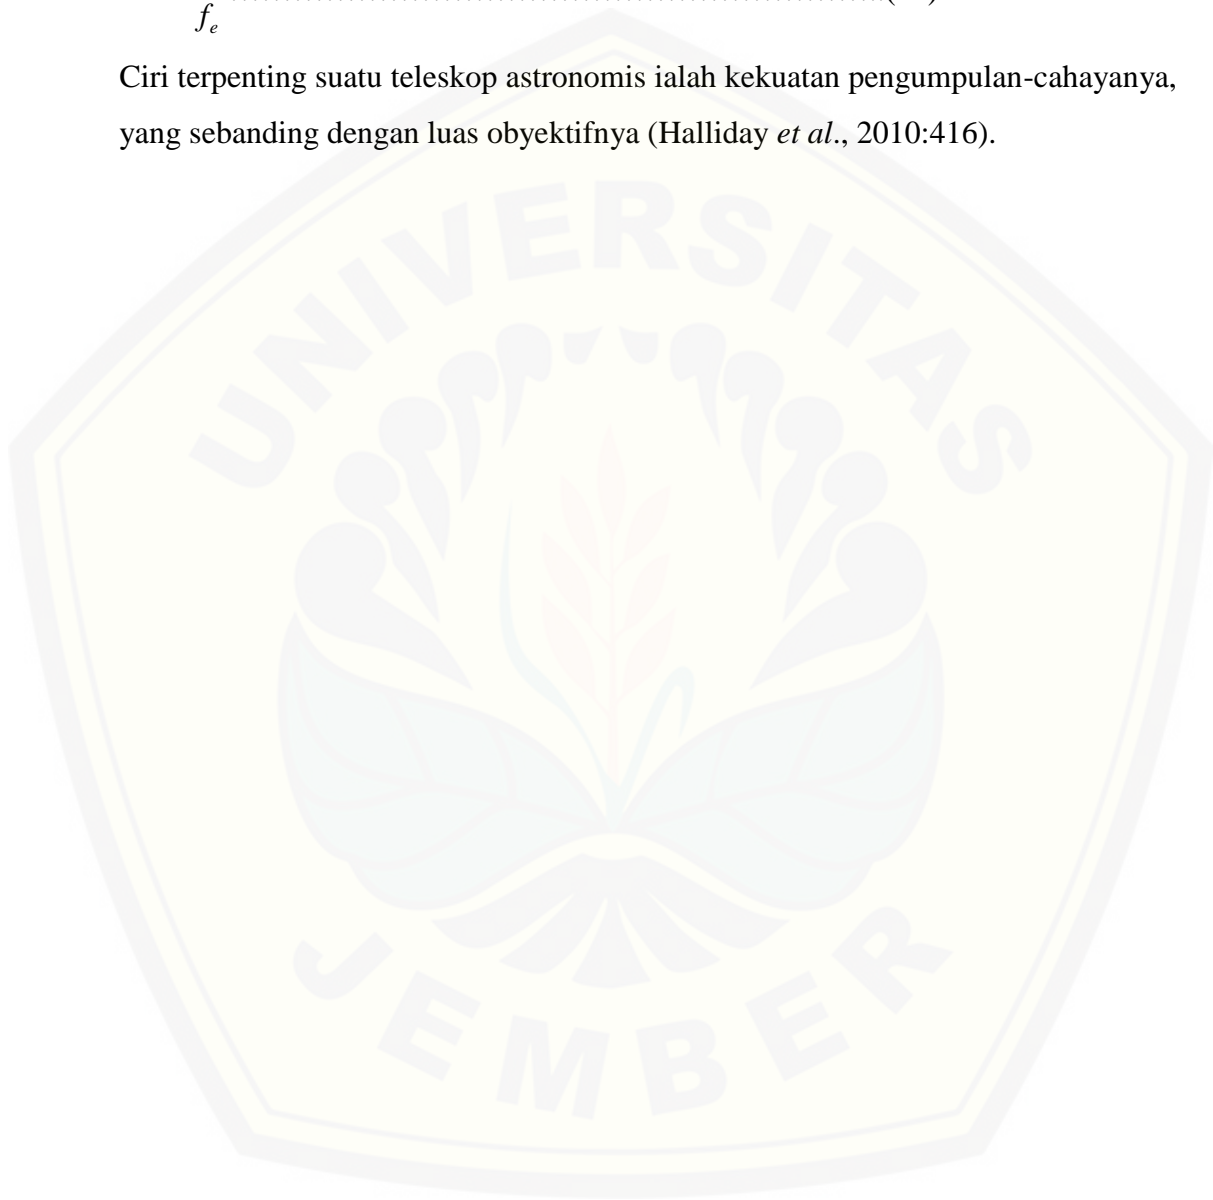 f_e ..................................................................( )
Ciri terpenting suatu teleskop astronomis ialah kekuatan pengumpulan-cahayanya,
yang sebanding dengan luas obyektifnya (Halliday et al., 2010:416).
UNIVERSITAS
JEMBER